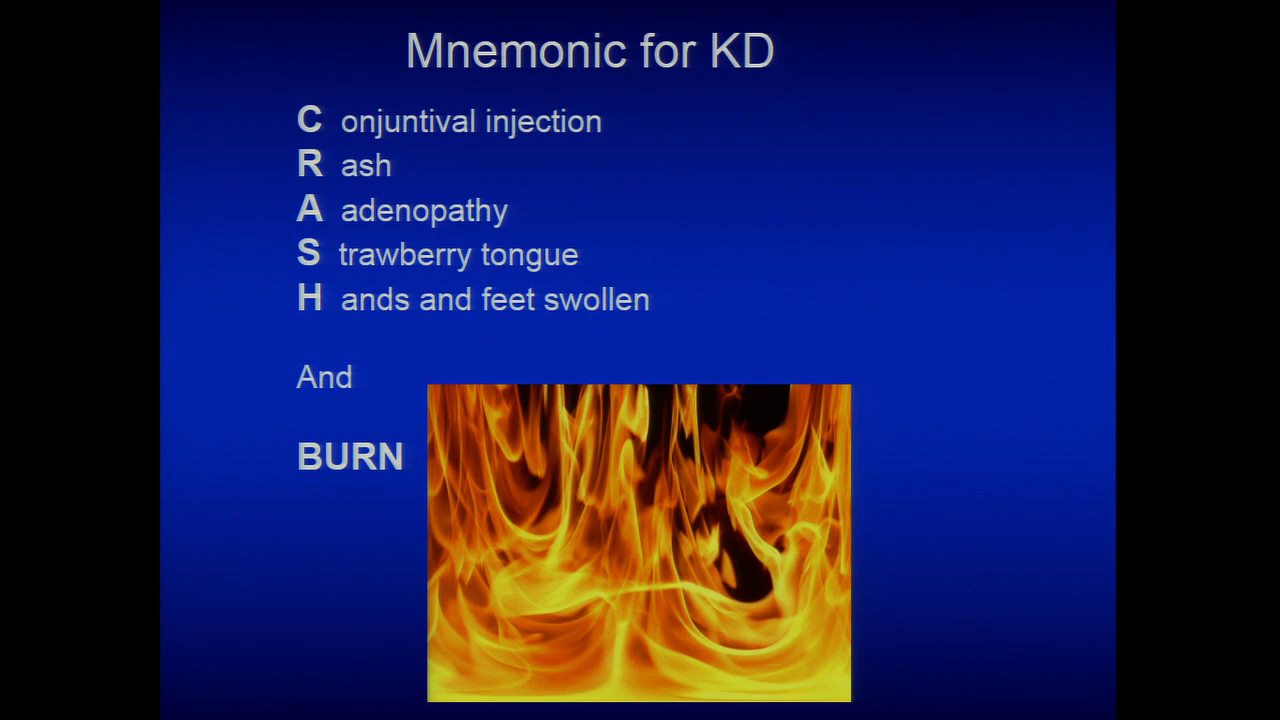 Mnemonic for KD
C onjuntival injection
R ash
A adenopathy
S trawberry tongue
H ands and feet swollen
And
BURN